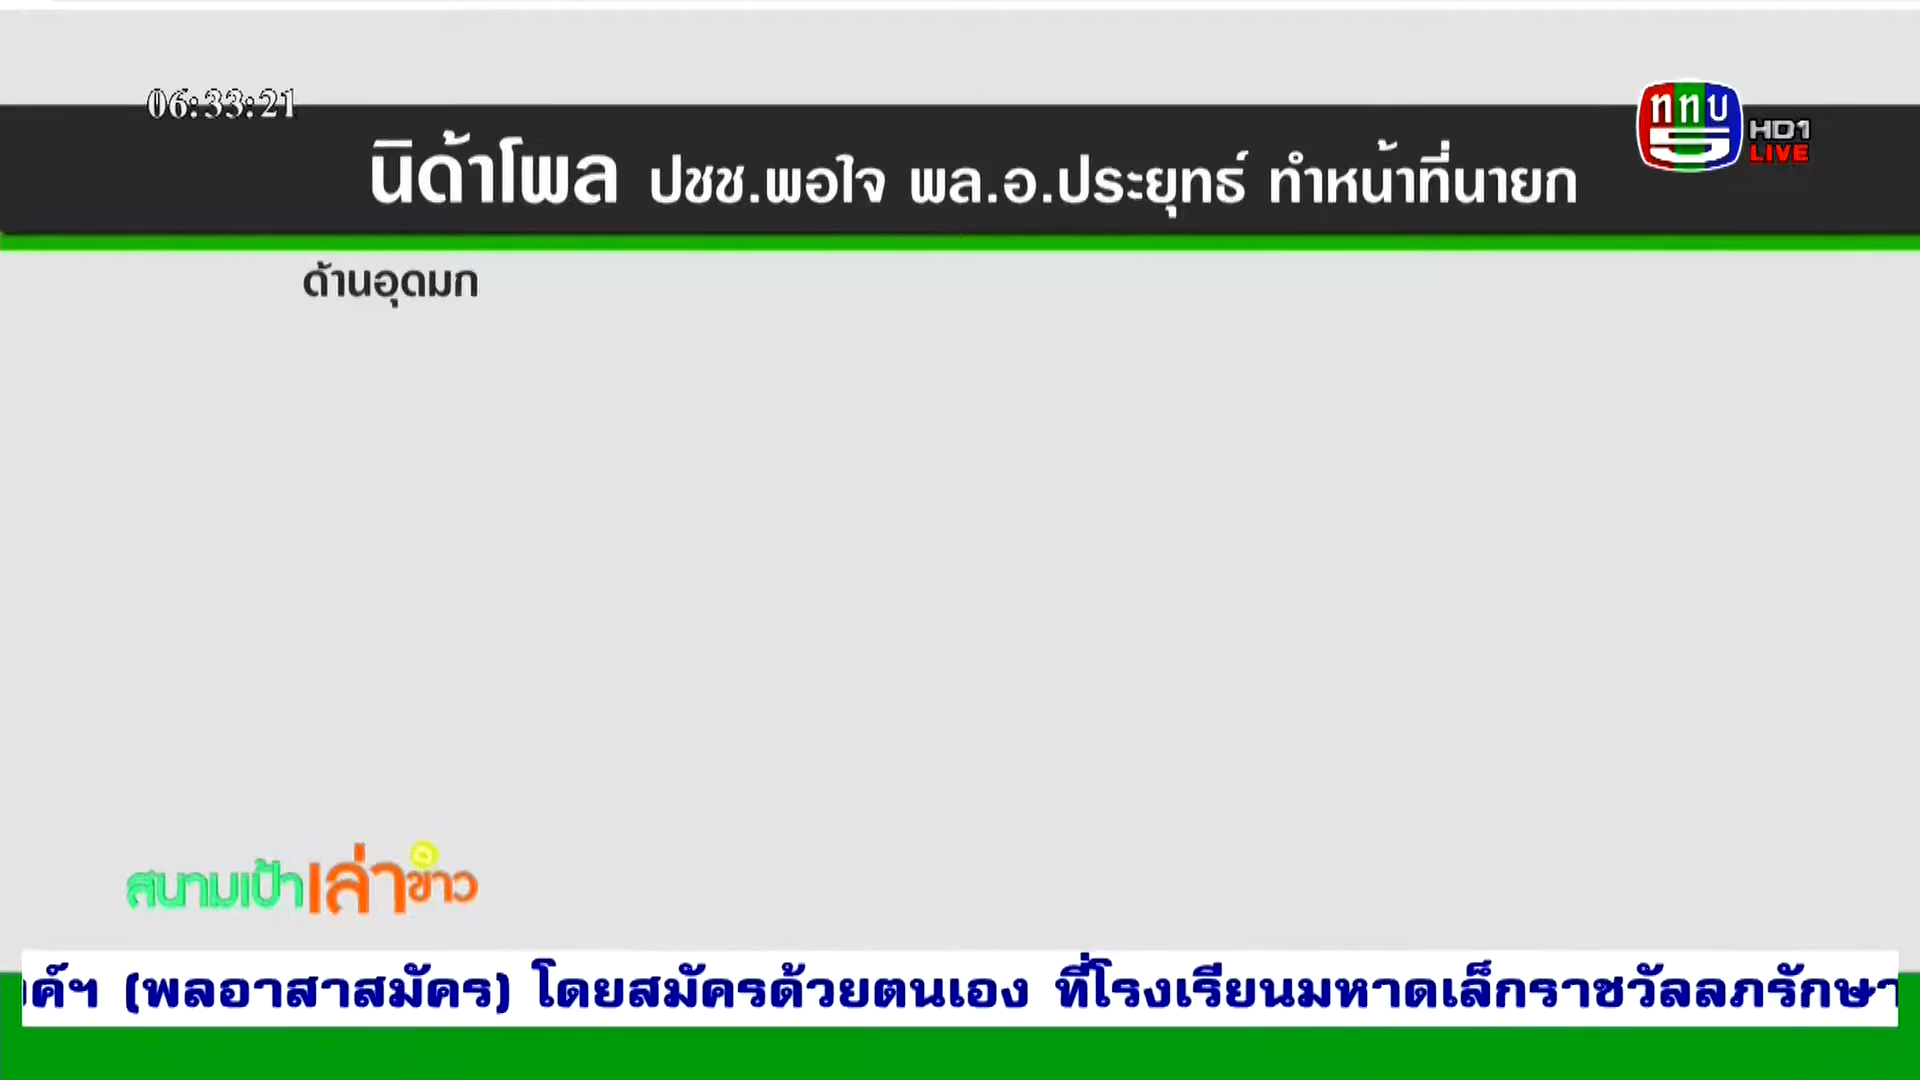 06:33:21
ททบ
5
HD1
LIVE
นิด้าโพล ปชช.พอใจ พล.อ.ประยุทธ์ ทำหน้าที่นายก
ด้านอุดมก
สนามเป้าเล่าข่าว
ค์ฯ (พลอาสาสมัคร) โดยสมัครด้วยตนเอง ที่โรงเรียนมหาดเล็กราชวัลลภรักษา